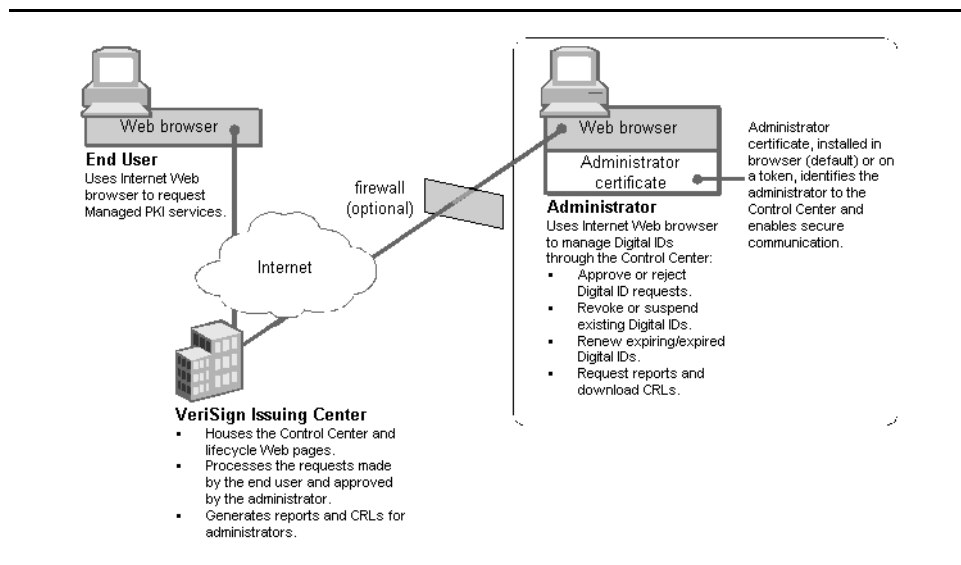 Web browser
End User
Uses Internet Web
browser to request
Managed PKI services.
firewall
(optional)
Internet
Web browser
Administrator
certificate
Administrator
certificate, installed in
browser (default) or on
a token, identifies the
administrator to the
Control Center and
enables secure
communication.
Administrator
Uses Internet Web browser
to manage Digital IDs
through the Control Center:
▪ Approve or reject
Digital ID requests.
▪ Revoke or suspend
existing Digital IDs.
▪ Renew expiring/expired
Digital IDs.
▪ Request reports and
download CRLs.
VeriSign Issuing Center
▪ Houses the Control Center and
lifecycle Web pages.
▪ Processes the requests made
by the end user and approved
by the administrator.
▪ Generates reports and CRLs for
administrators.